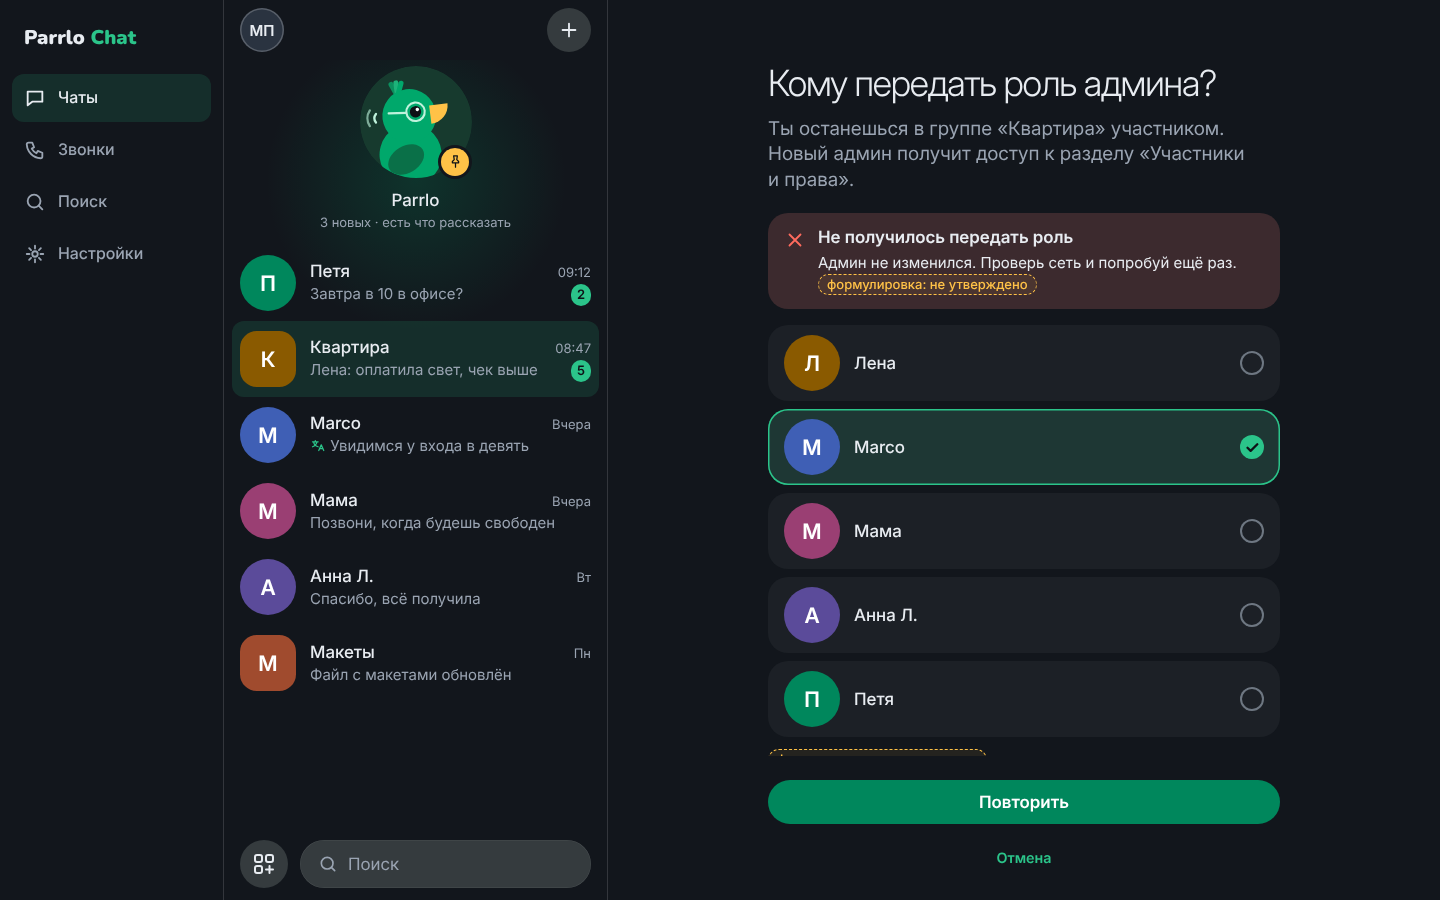 Parrlo Chat
Чаты
Звонки
Поиск
Настройки
МП
Parrlo
3 новых · есть что рассказать
П
Петя
09:12
Завтра в 10 в офисе?
2
К
Квартира
08:47
Лена: оплатила свет, чек выше
5
M
Marco
Вчера
Увидимся у входа в девять
М
Мама
Вчера
Позвони, когда будешь свободен
А
Анна Л.
Вт
Спасибо, всё получила
М
Макеты
Пн
Файл с макетами обновлён
Поиск
Кому передать роль админа?
Ты останешься в группе «Квартира» участником.
Новый админ получит доступ к разделу «Участники
и права».
Не получилось передать роль
Админ не изменился. Проверь сеть и попробуй ещё раз.
формулировка: не утверждено
Л
Лена
M
Marco
М
Мама
А
Анна Л.
П
Петя
Повторить
Отмена